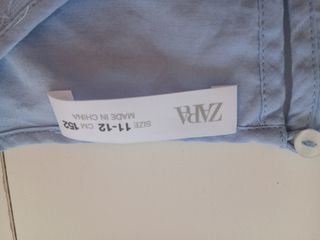 ZARA
SIZE 11-12 CM 152
MADE IN CHINA